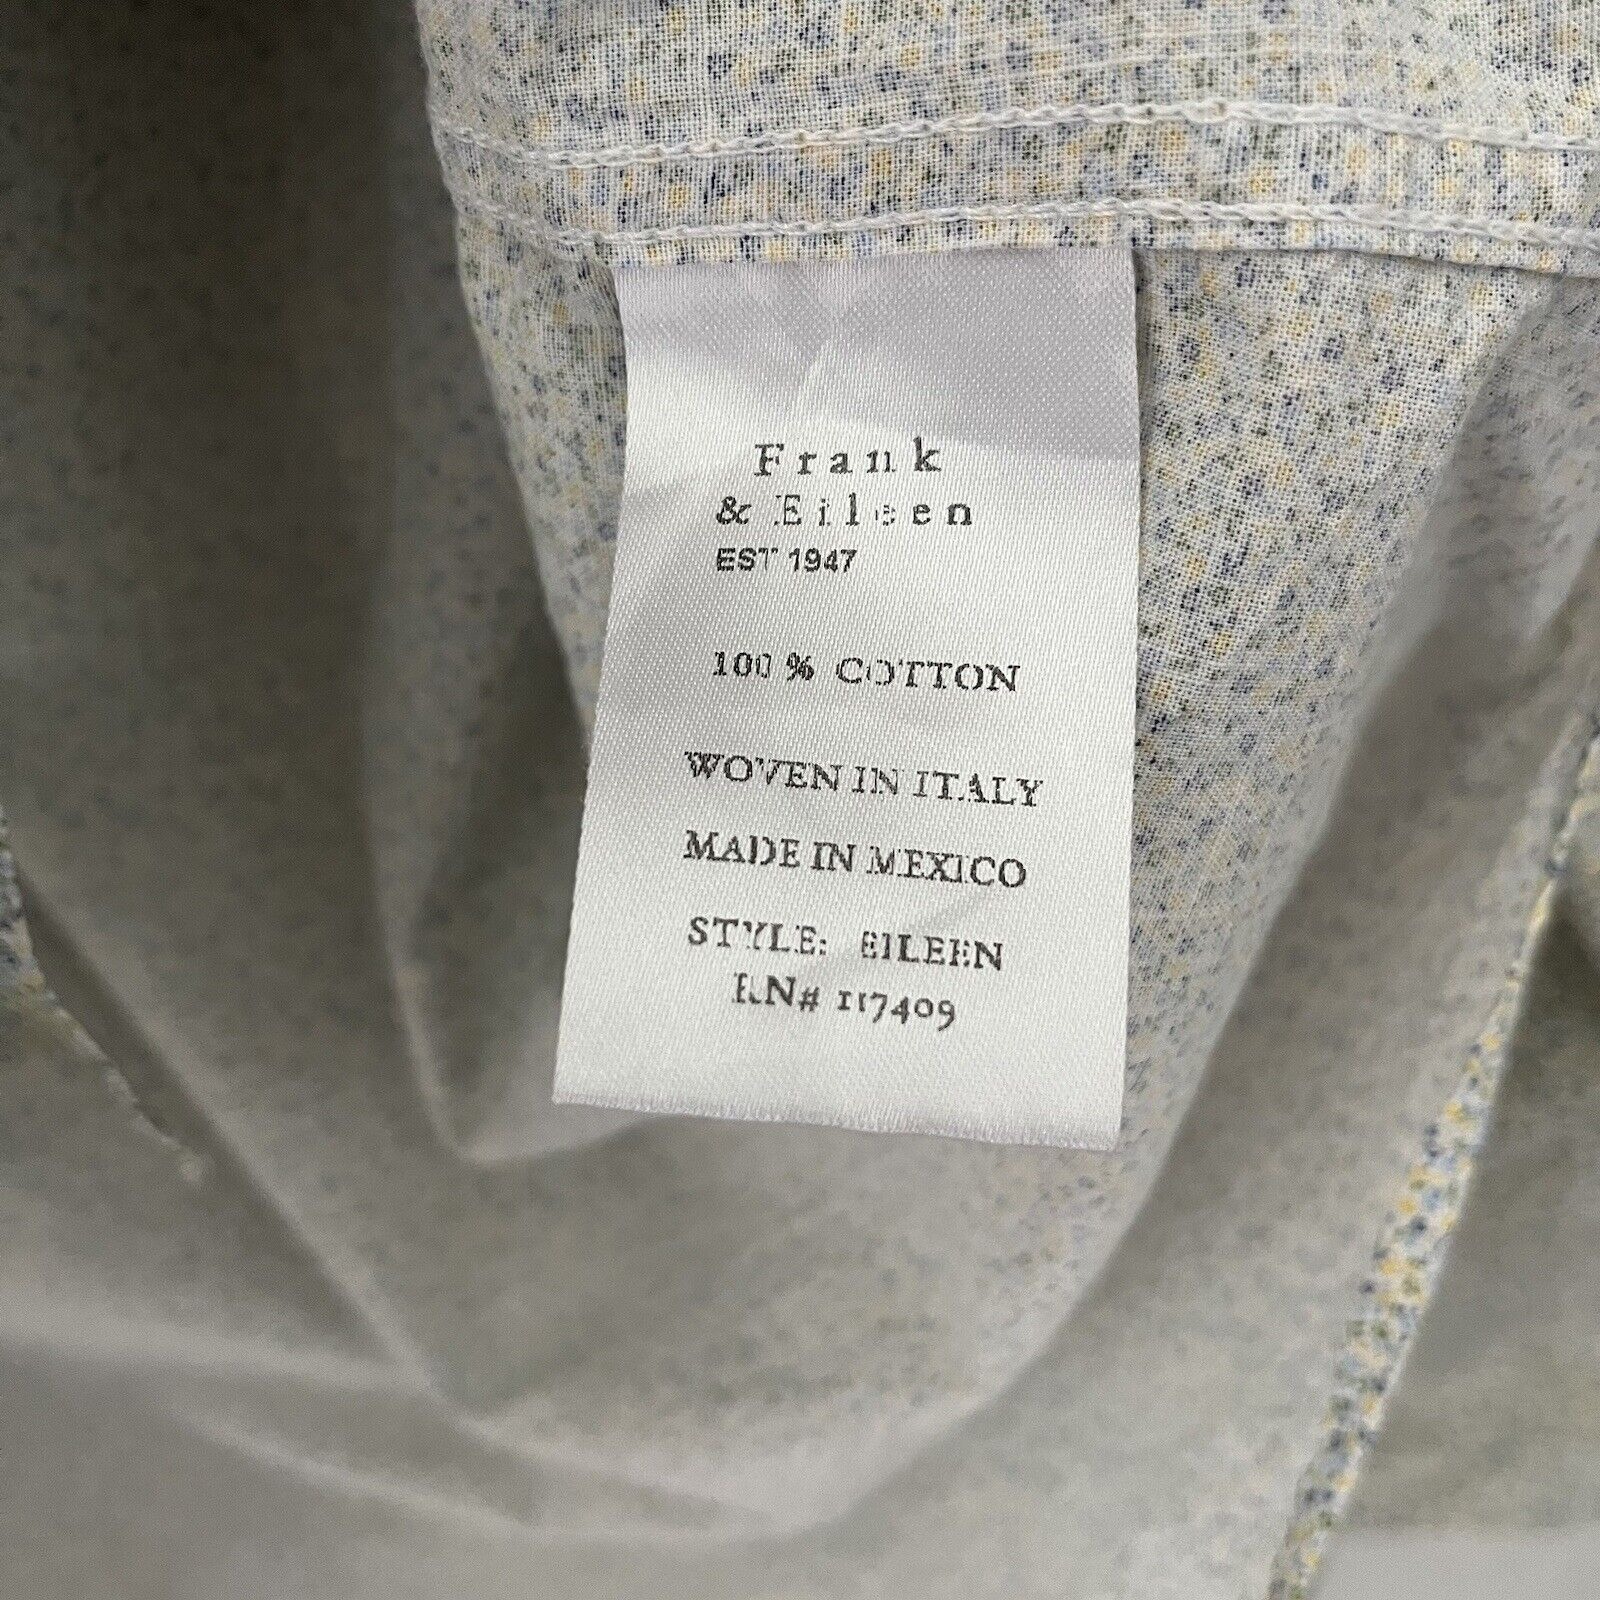 Frank
& Eileen
EST 1947
100 % COTTON
WOVEN IN ITALY
MADE IN MEXICO
STYLE: EILEEN
RN# 117409